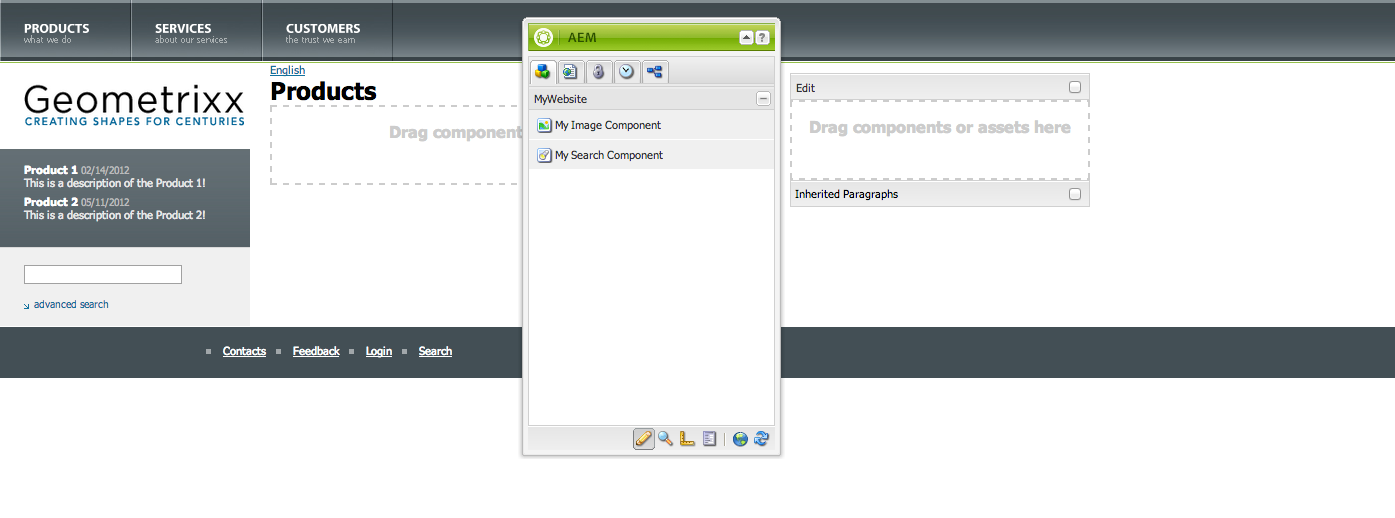 PRODUCTS
what we do
SERVICES
about our services
CUSTOMERS
the trust we earn
Geometrixx
CREATING SHAPES FOR CENTURIES
Product 1 02/14/2012
This is a description of the Product 1!
Product 2 05/11/2012
This is a description of the Product 2!
advanced search
English
Products
Drag component
AEM
?
MyWebsite
My Image Component
My Search Component
Edit
Drag components or assets here
Inherited Paragraphs
Contacts
Feedback
Login
Search